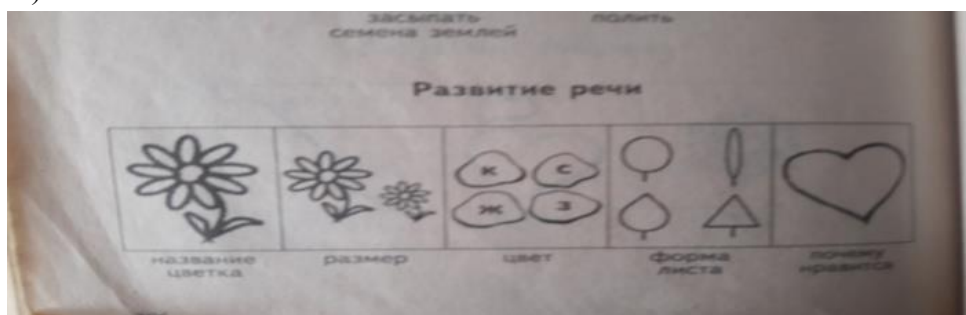 засыпать полить
семена землей
Развитие речи
К С
Ж З
название размер цвет форма почему
цветка листа нравится